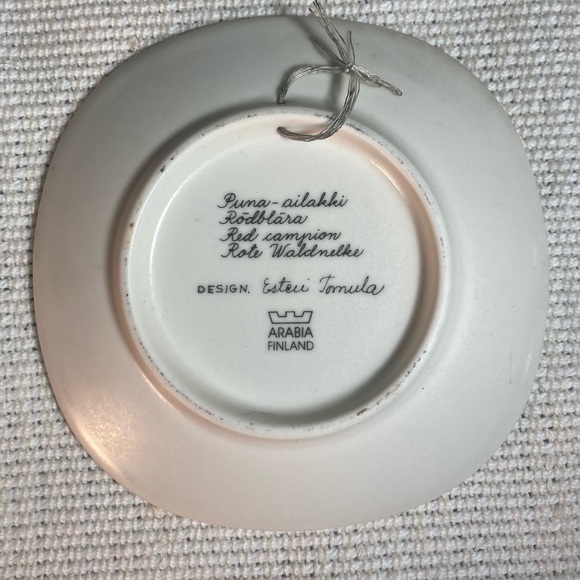 Puna-ailakki
Rödblära
Red campion
Rote Waldnelke
DESIGN. Esteri Tomula
ARABIA
FINLAND